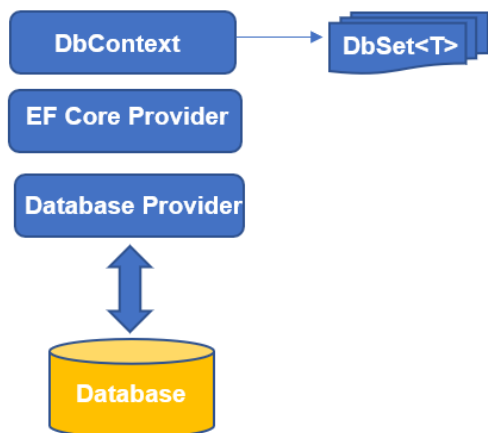 DbContext
DbSet<T>
EF Core Provider
Database Provider
Database